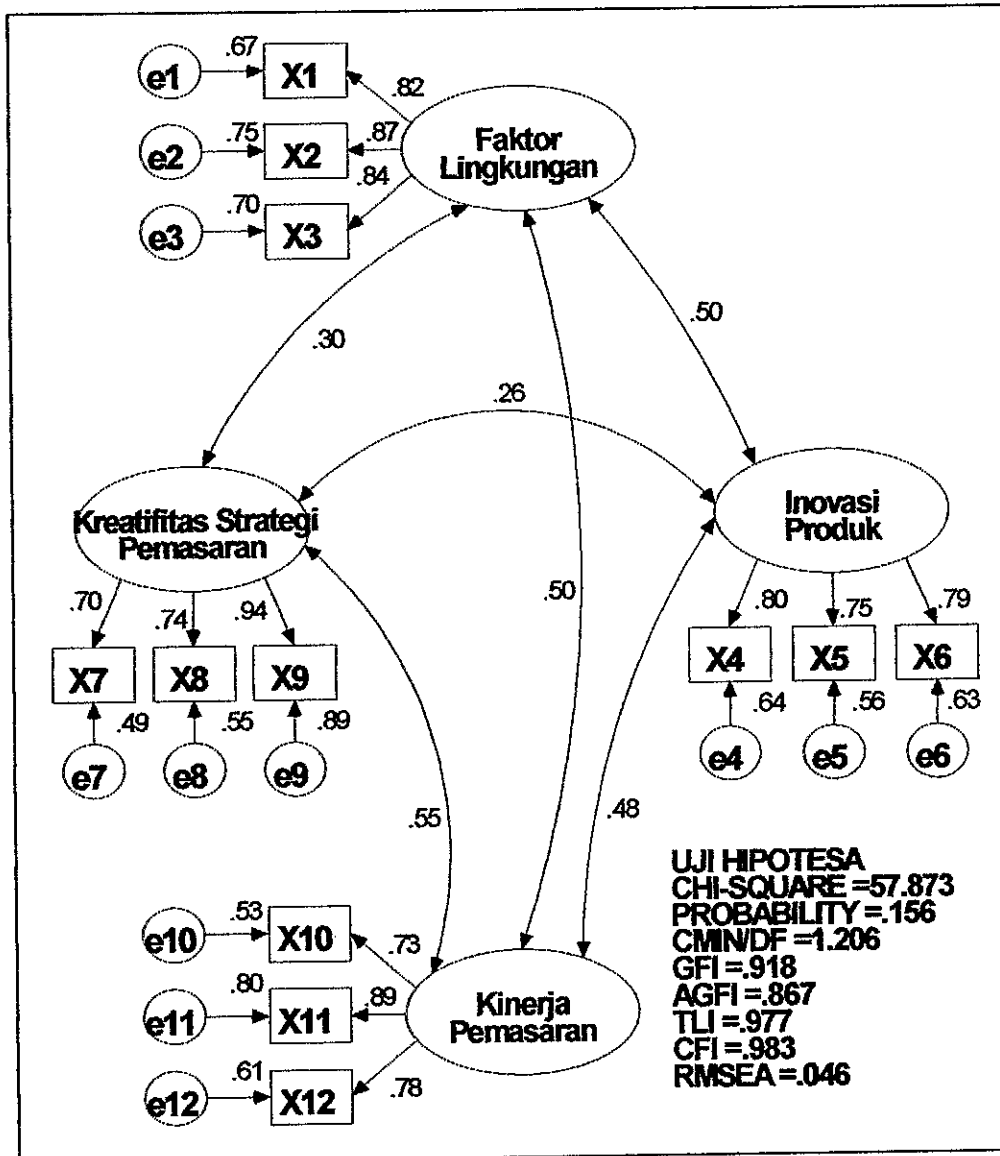 .67
e1
X1
.82
Faktor
Lingkungan
.75
e2
X2
.87
.70
e3
X3
.84
.30
.50
.26
Kreatifitas Strategi
Pemasaran
Inovasi
Produk
.50
.70
.74
.94
.80
.75
.79
X7
X8
X9
X4
X5
X6
.49
.55
.89
.64
.56
.63
e7
e8
e9
e4
e5
e6
.55
.48
.53
e10
X10
.73
.80
e11
X11
.89
Kinerja
Pemasaran
.61
e12
X12
.78
UJI HIPOTESA
CHI-SQUARE =57.873
PROBABILITY =.156
CMIN/DF =1.206
GFI =.918
AGFI =.867
TLI =.977
CFI =.983
RMSEA =.046